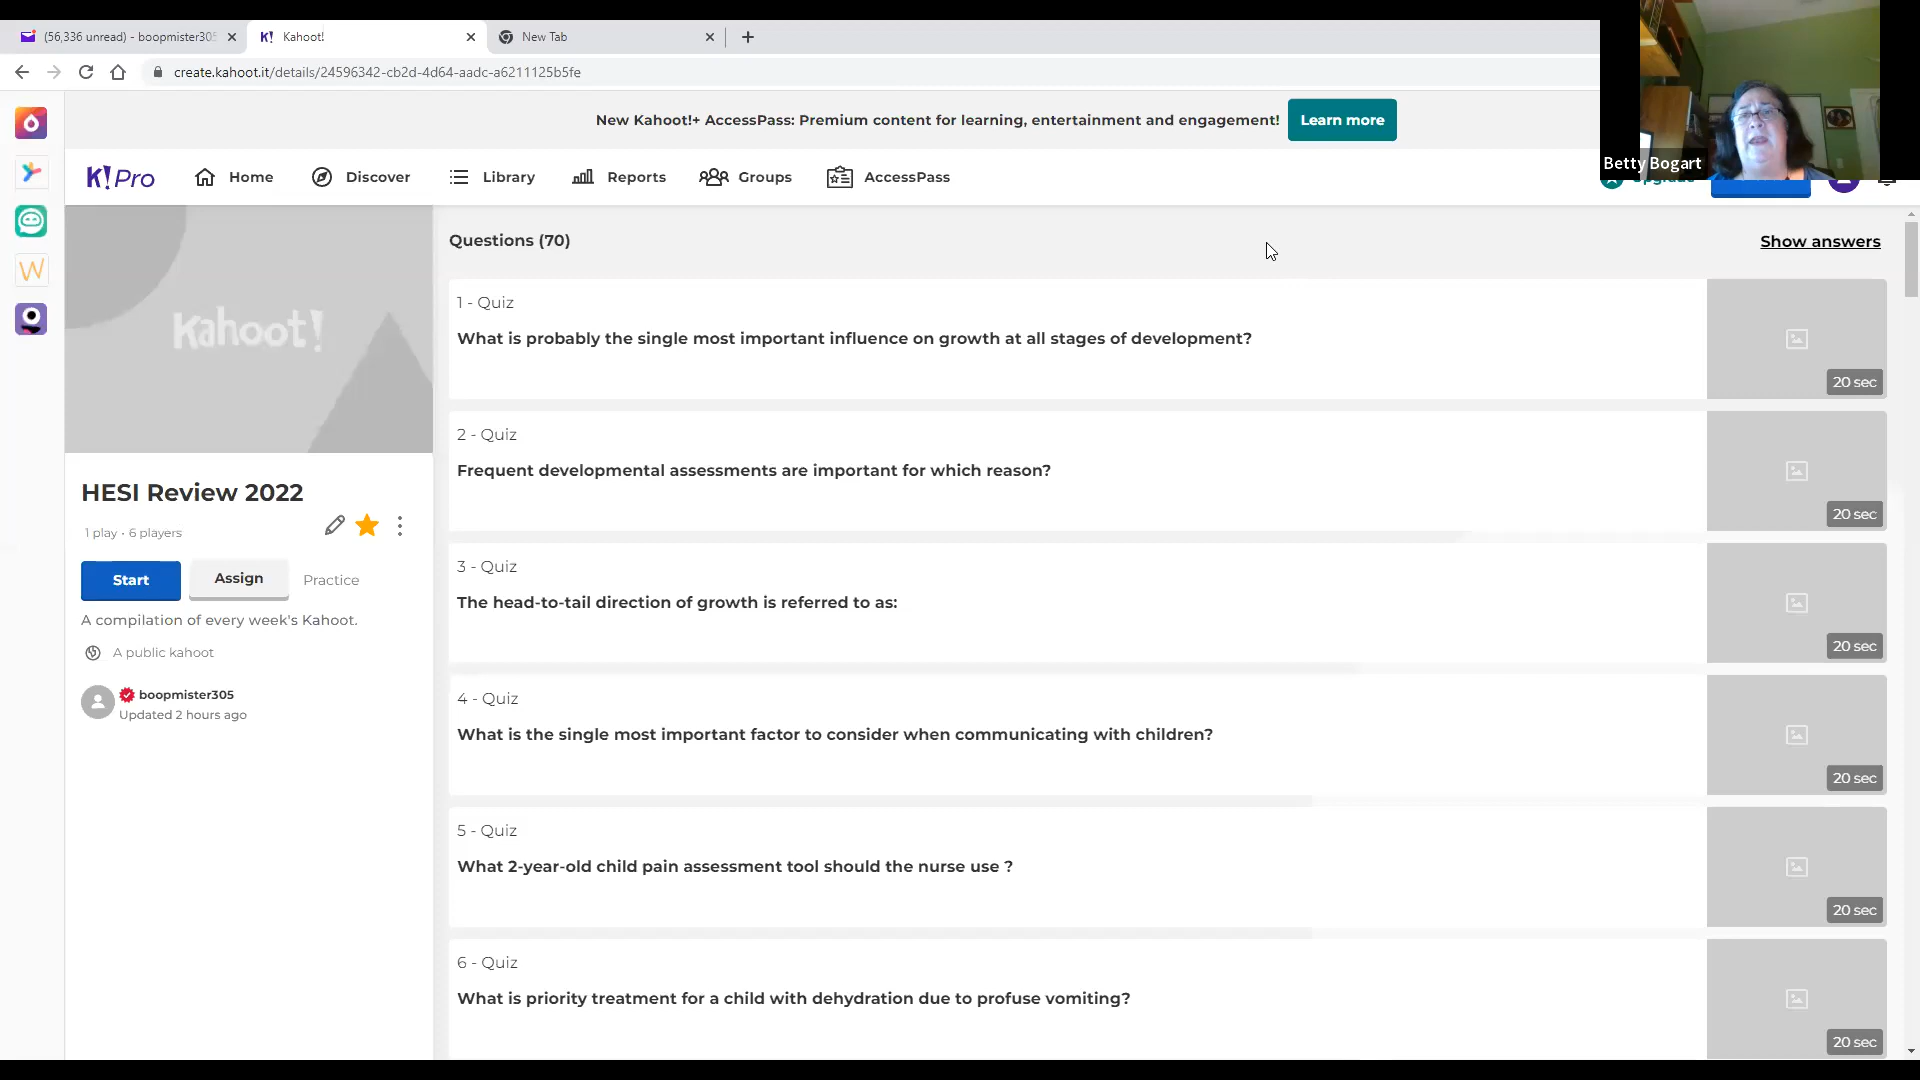 (56,336 unread) - boopmister305
Kahoot!
New Tab
create.kahoot.it/details/24596342-cb2d-4d64-aadc-a6211125b5fe
New Kahoot!+ AccessPass: Premium content for learning, entertainment and engagement!
Learn more
Betty Bogart
K! Pro
Home
Discover
Library
Reports
Groups
AccessPass
Upgrade
Kahoot!
HESI Review 2022
1 play · 6 players
Start
Assign
Practice
A compilation of every week's Kahoot.
A public kahoot
boopmister305
Updated 2 hours ago
Questions (70)
Show answers
1 - Quiz
What is probably the single most important influence on growth at all stages of development?
20 sec
2 - Quiz
Frequent developmental assessments are important for which reason?
20 sec
3 - Quiz
The head-to-tail direction of growth is referred to as:
20 sec
4 - Quiz
What is the single most important factor to consider when communicating with children?
20 sec
5 - Quiz
What 2-year-old child pain assessment tool should the nurse use ?
20 sec
6 - Quiz
What is priority treatment for a child with dehydration due to profuse vomiting?
20 sec